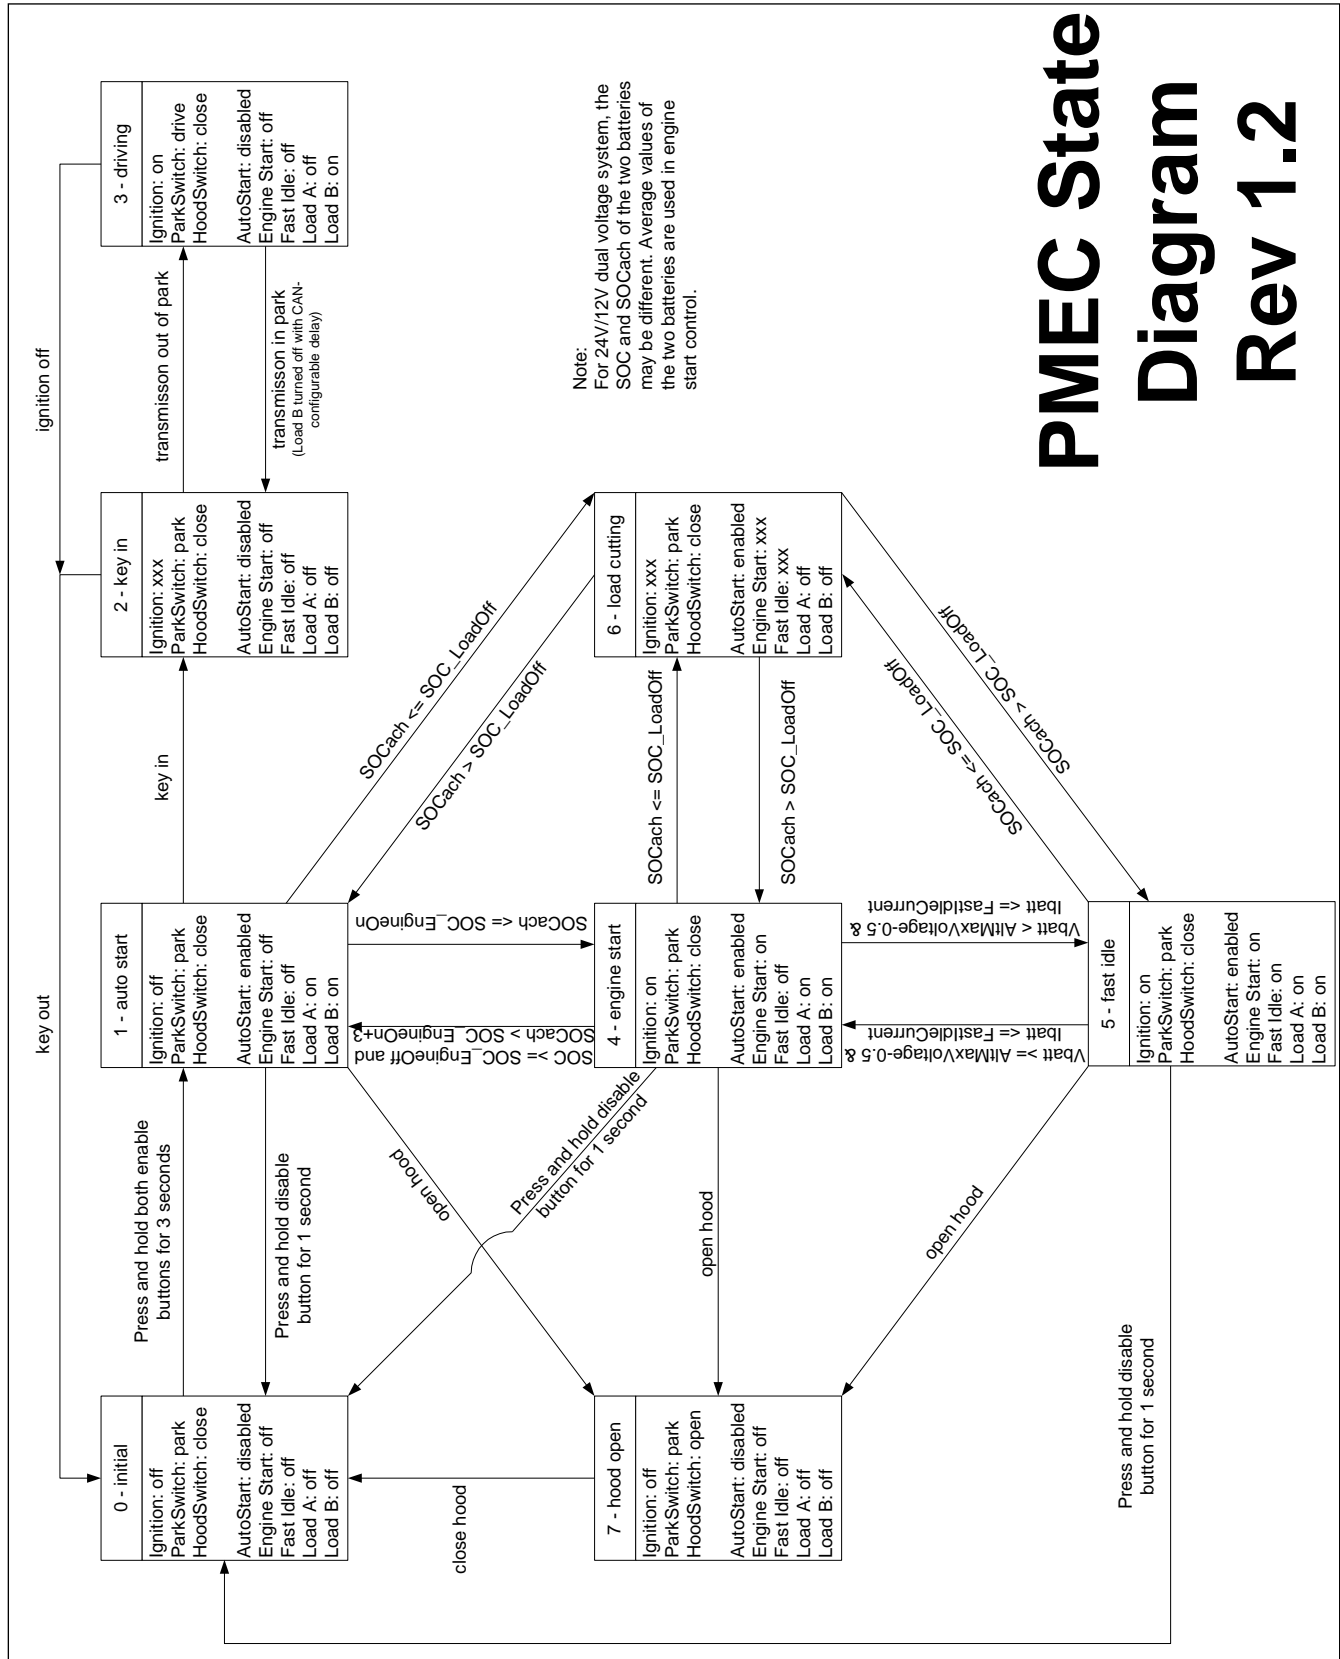 PMEC State
Diagram
Rev 1.2
key out
ignition off
0 - initial
Ignition: off
ParkSwitch: park
HoodSwitch: close
AutoStart: disabled
Engine Start: off
Fast Idle: off
Load A: off
Load B: off
Press and hold both enable
buttons for 3 seconds
Press and hold disable
button for 1 second
1 - auto start
Ignition: off
ParkSwitch: park
HoodSwitch: close
AutoStart: enabled
Engine Start: off
Fast Idle: off
Load A: on
Load B: on
key in
2 - key in
Ignition: xxx
ParkSwitch: park
HoodSwitch: close
AutoStart: disabled
Engine Start: off
Fast Idle: off
Load A: off
Load B: off
transmisson out of park
transmisson in park
(Load B turned off with CAN-
configurable delay)
3 - driving
Ignition: on
ParkSwitch: drive
HoodSwitch: close
AutoStart: disabled
Engine Start: off
Fast Idle: off
Load A: off
Load B: on
close hood
open hood
Press and hold disable
button for 1 second
SOC >= SOC_EngineOff and
SOCach > SOC_EngineOn+3
SOCach <= SOC_EngineOn
SOCach <= SOC_LoadOff
SOCach > SOC_LoadOff
7 - hood open
Ignition: off
ParkSwitch: park
HoodSwitch: open
AutoStart: disabled
Engine Start: off
Fast Idle: off
Load A: off
Load B: off
open hood
4 - engine start
Ignition: on
ParkSwitch: park
HoodSwitch: close
AutoStart: enabled
Engine Start: on
Fast Idle: off
Load A: on
Load B: on
SOCach <= SOC_LoadOff
SOCach > SOC_LoadOff
6 - load cutting
Ignition: xxx
ParkSwitch: park
HoodSwitch: close
AutoStart: enabled
Engine Start: xxx
Fast Idle: xxx
Load A: off
Load B: off
Note:
For 24V/12V dual voltage system, the
SOC and SOCach of the two batteries
may be different. Average values of
the two batteries are used in engine
start control.
open hood
Vbatt >= AltMaxVoltage-0.5 &
Ibatt <= FastIdleCurrent
Vbatt < AltMaxVoltage-0.5 &
Ibatt <= FastIdleCurrent
SOCach <= SOC_LoadOff
SOCach > SOC_LoadOff
Press and hold disable
button for 1 second
5 - fast idle
Ignition: on
ParkSwitch: park
HoodSwitch: close
AutoStart: enabled
Engine Start: on
Fast Idle: on
Load A: on
Load B: on